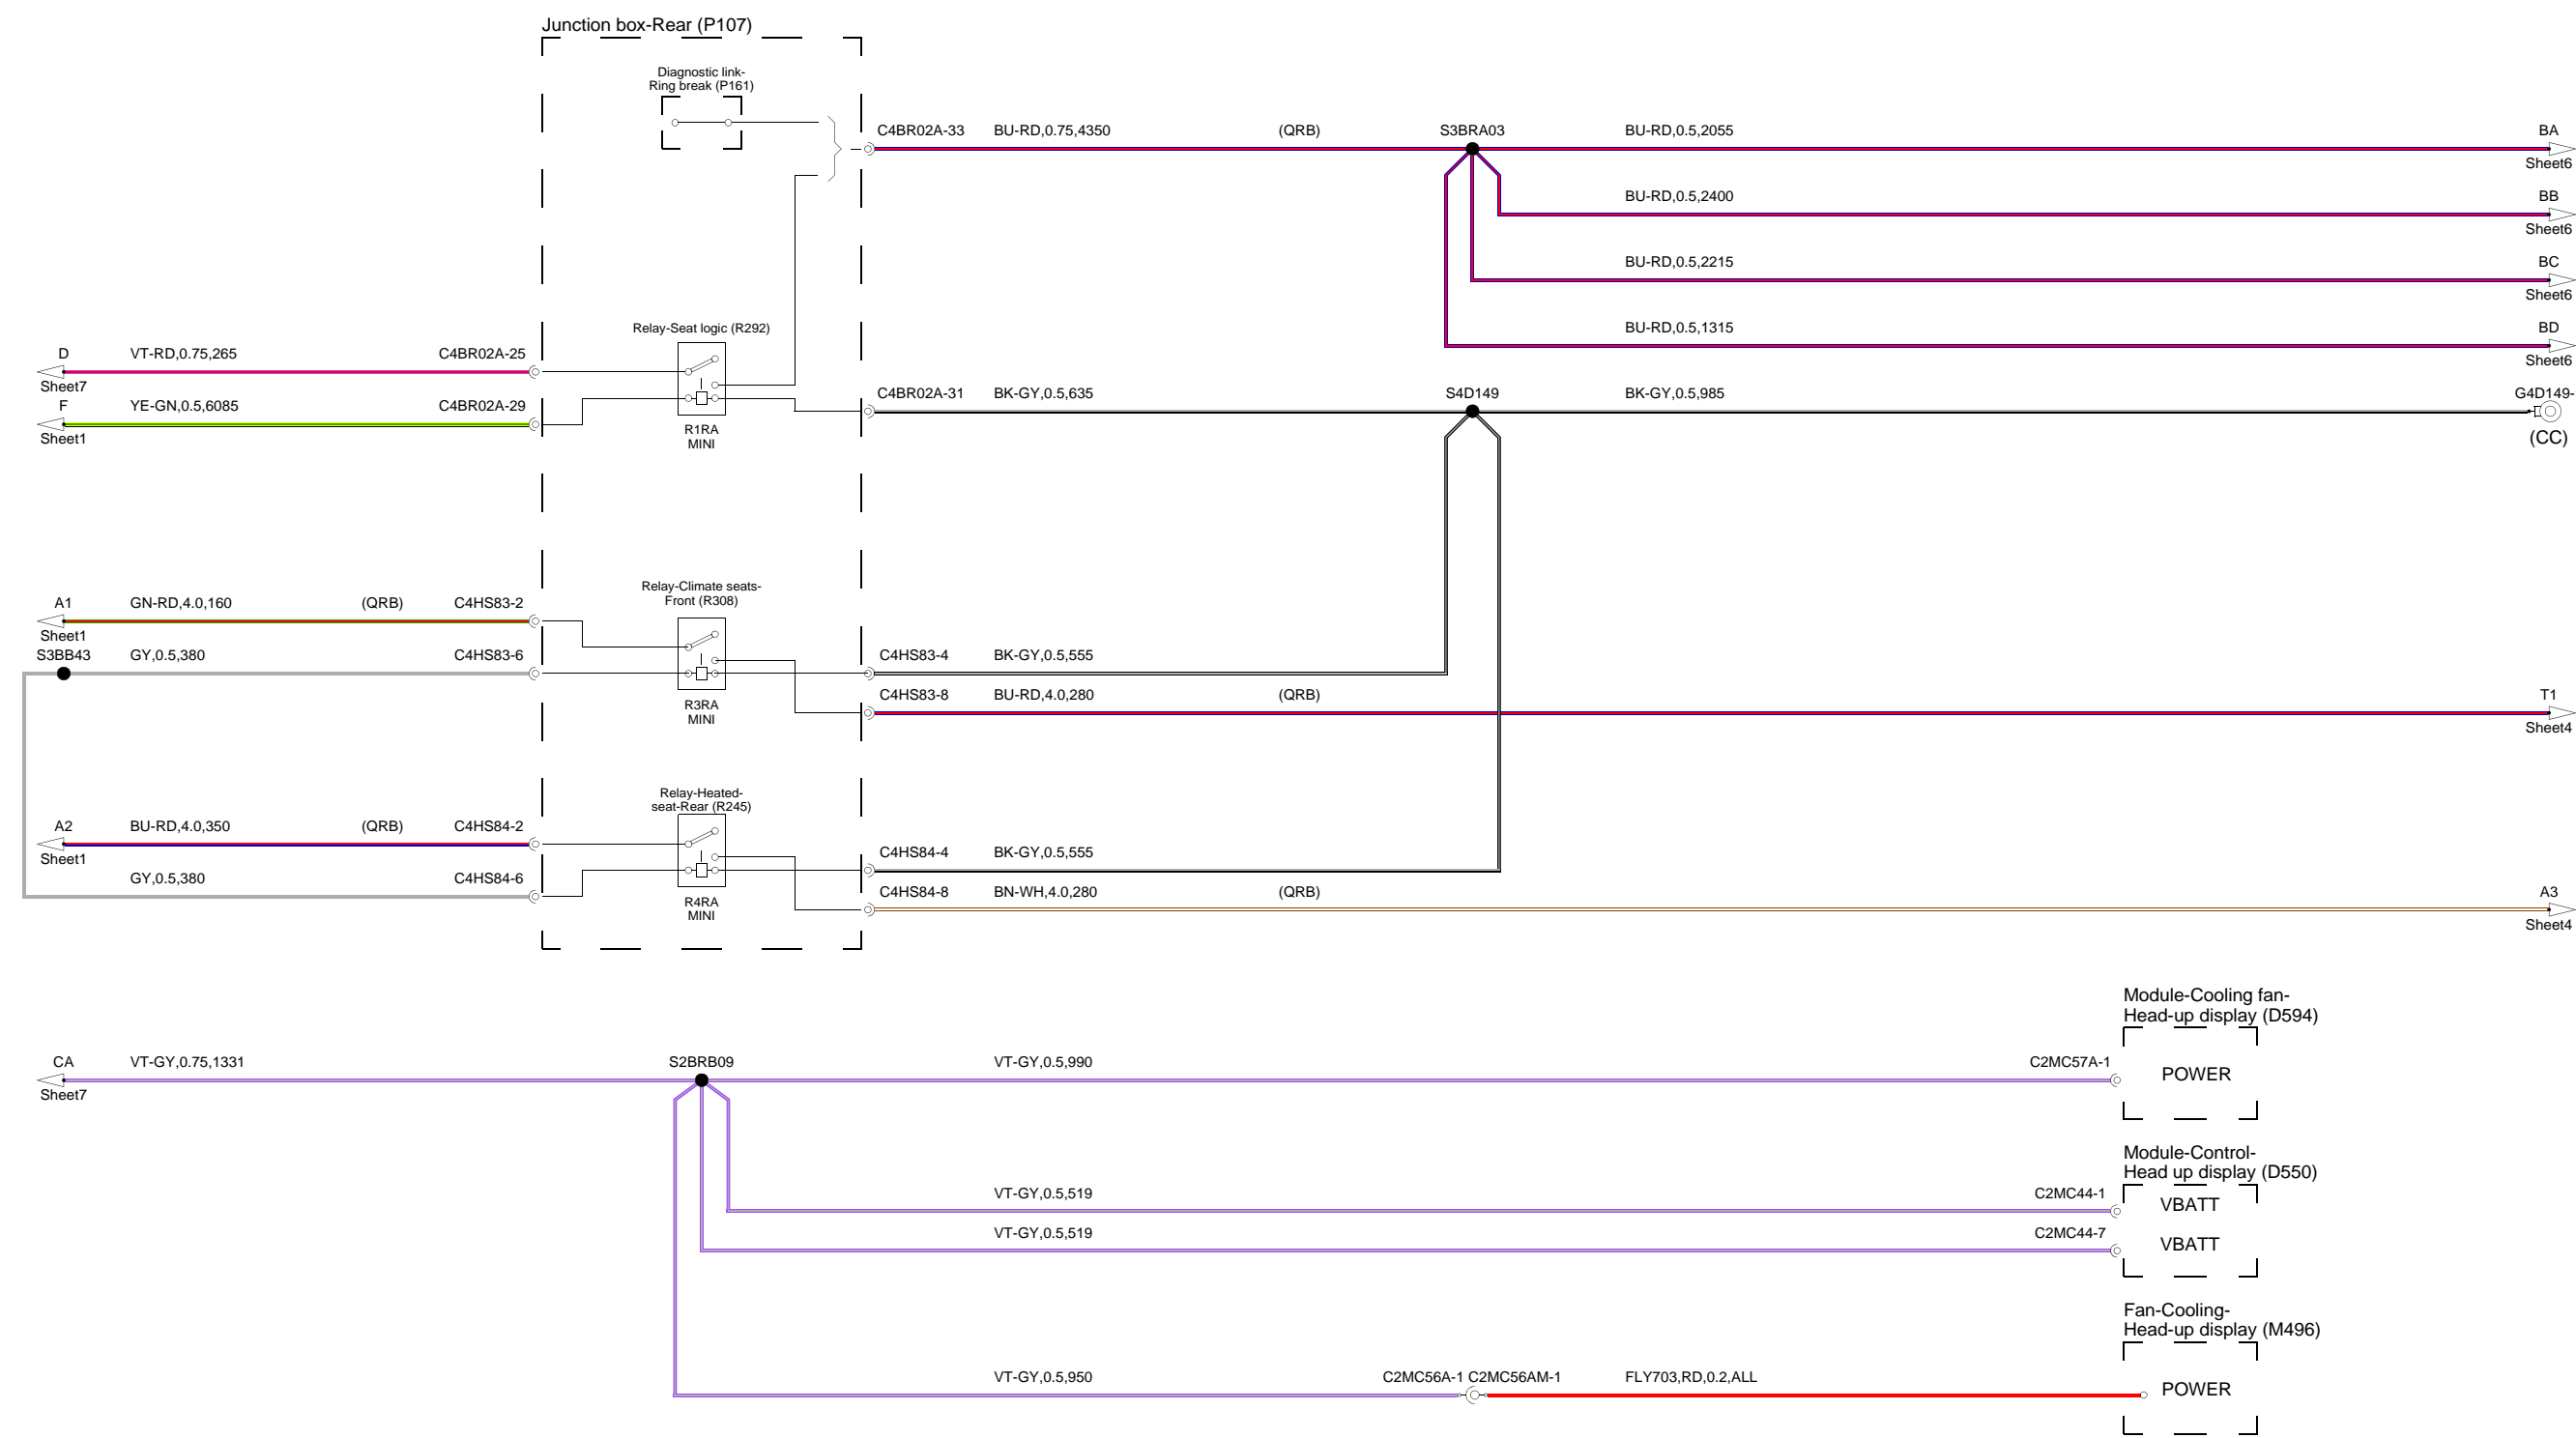 Junction box-Rear (P107)
Diagnostic link-
Ring break (P161)
C4BR02A-33 BU-RD,0.75,4350 (QRB) S3BRA03 BU-RD,0.5,2055 BA
Sheet6
BU-RD,0.5,2400 BB
Sheet6
BU-RD,0.5,2215 BC
Sheet6
BU-RD,0.5,1315 BD
Sheet6
Relay-Seat logic (R292)
D VT-RD,0.75,265 C4BR02A-25
Sheet7
F YE-GN,0.5,6085 C4BR02A-29
Sheet1
R1RA
MINI
C4BR02A-31 BK-GY,0.5,635 S4D149 BK-GY,0.5,985 G4D149-
(CC)
Relay-Climate seats-
Front (R308)
A1 GN-RD,4.0,160 (QRB) C4HS83-2
Sheet1
S3BB43 GY,0.5,380 C4HS83-6
C4HS83-4 BK-GY,0.5,555
C4HS83-8 BU-RD,4.0,280 (QRB) T1
Sheet4
R3RA
MINI
Relay-Heated-
seat-Rear (R245)
A2 BU-RD,4.0,350 (QRB) C4HS84-2
Sheet1
GY,0.5,380 C4HS84-6
C4HS84-4 BK-GY,0.5,555
C4HS84-8 BN-WH,4.0,280 (QRB) A3
Sheet4
R4RA
MINI
Module-Cooling fan-
Head-up display (D594)
CA VT-GY,0.75,1331 S2BRB09 VT-GY,0.5,990 C2MC57A-1 POWER
Sheet7
Module-Control-
Head up display (D550)
VT-GY,0.5,519 C2MC44-1 VBATT
VT-GY,0.5,519 C2MC44-7 VBATT
Fan-Cooling-
Head-up display (M496)
VT-GY,0.5,950 C2MC56A-1 C2MC56AM-1 FLY703,RD,0.2,ALL POWER